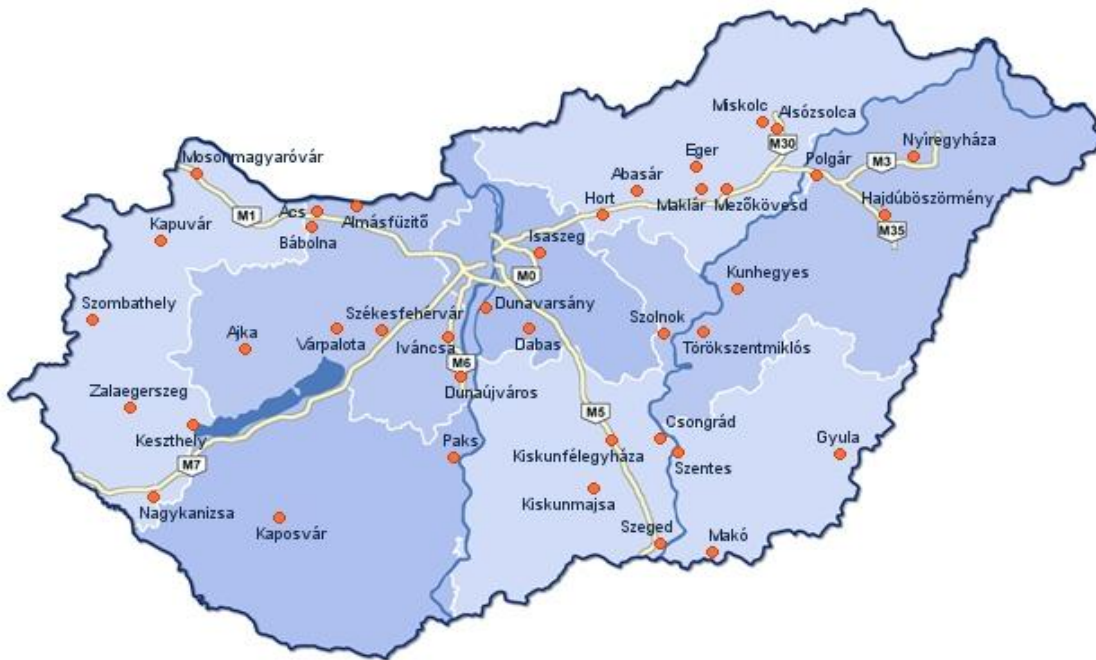 Miskolc
Alsózsolca
M30
Nyíregyháza
Eger
Polgár
M3
Mosonmagyaróvár
Abasár
Maklár
Mezőkövesd
Hajdúböszörmény
Kapuvár
M1
Ács
Almásfüzitő
Hort
M35
Bábolna
Isaszeg
M0
Kunhegyes
Szombathely
Székesfehérvár
Dunavarsány
Szolnok
Ajka
Várpalota
Iváncsa
Dabas
Törökszentmiklós
M6
Zalaegerszeg
Dunaújváros
M5
Csongrád
Keszthely
Paks
Kiskunfélegyháza
Szentes
Gyula
M7
Nagykanizsa
Kiskunmajsa
Kaposvár
Szeged
Makó